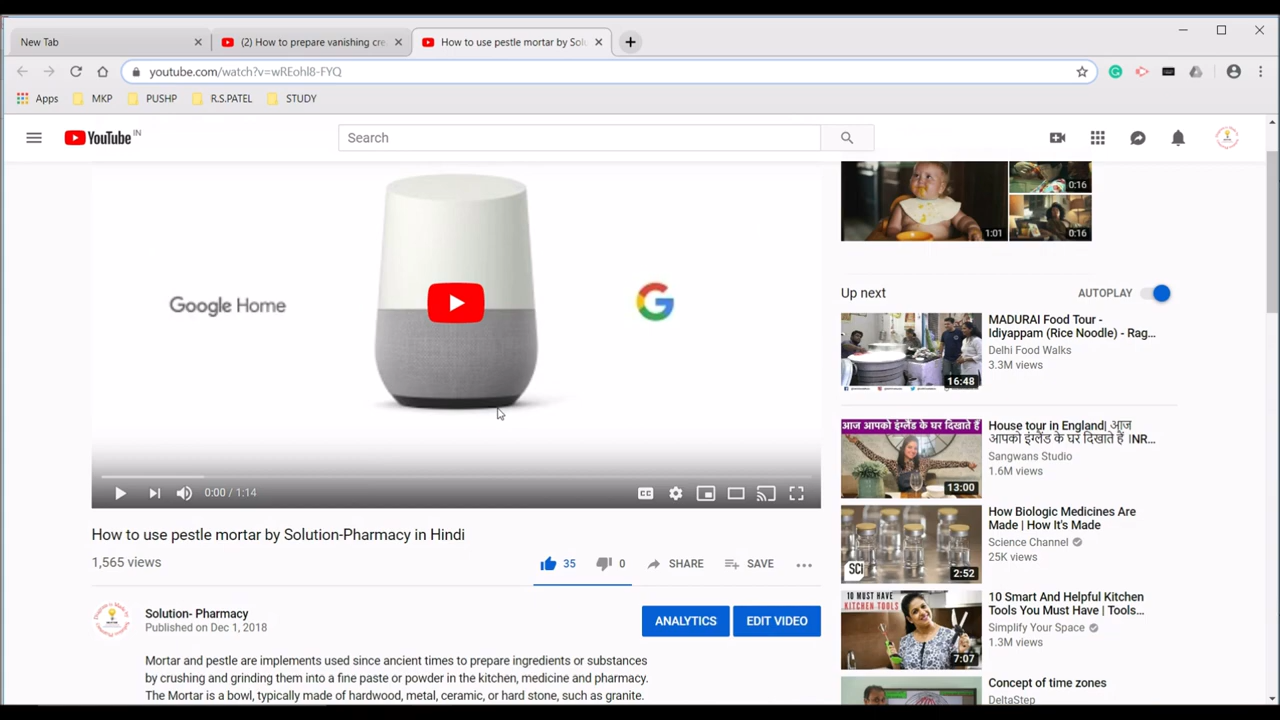 New Tab
(2) How to prepare vanishing cre
How to use pestle mortar by Sol
youtube.com/watch?v=wREohl8-FYQ
Apps
MKP
PUSHP
R.S.PATEL
STUDY
YouTube IN
Search
1:01
0:16
0:16
Google Home
G
0:00 / 1:14
CC
How to use pestle mortar by Solution-Pharmacy in Hindi
1,565 views
35
0
SHARE
SAVE
Solution- Pharmacy
Published on Dec 1, 2018
ANALYTICS
EDIT VIDEO
Mortar and pestle are implements used since ancient times to prepare ingredients or substances
by crushing and grinding them into a fine paste or powder in the kitchen, medicine and pharmacy.
The Mortar is a bowl, typically made of hardwood, metal, ceramic, or hard stone, such as granite.
Up next
AUTOPLAY
16:48
MADURAI Food Tour -
Idiyappam (Rice Noodle) - Rag...
Delhi Food Walks
3.3M views
आज आपको इंग्लैंड के घर दिखाते हैं
13:00
House tour in England| आज
आपको इंग्लैंड के घर दिखाते हैं ।NR...
Sangwans Studio
1.6M views
SCI
2:52
How Biologic Medicines Are
Made | How It's Made
Science Channel
25K views
10 MUST HAVE
KITCHEN TOOLS
7:07
10 Smart And Helpful Kitchen
Tools You Must Have | Tools...
Simplify Your Space
1.3M views
Concept of time zones
DeltaStep